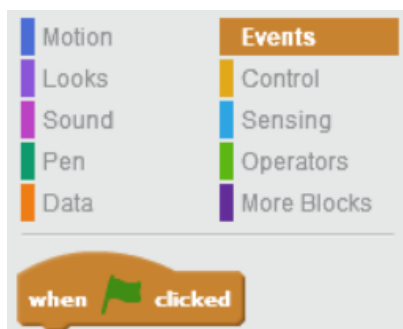 Motion Events
Looks Control
Sound Sensing
Pen Operators
Data More Blocks
when clicked